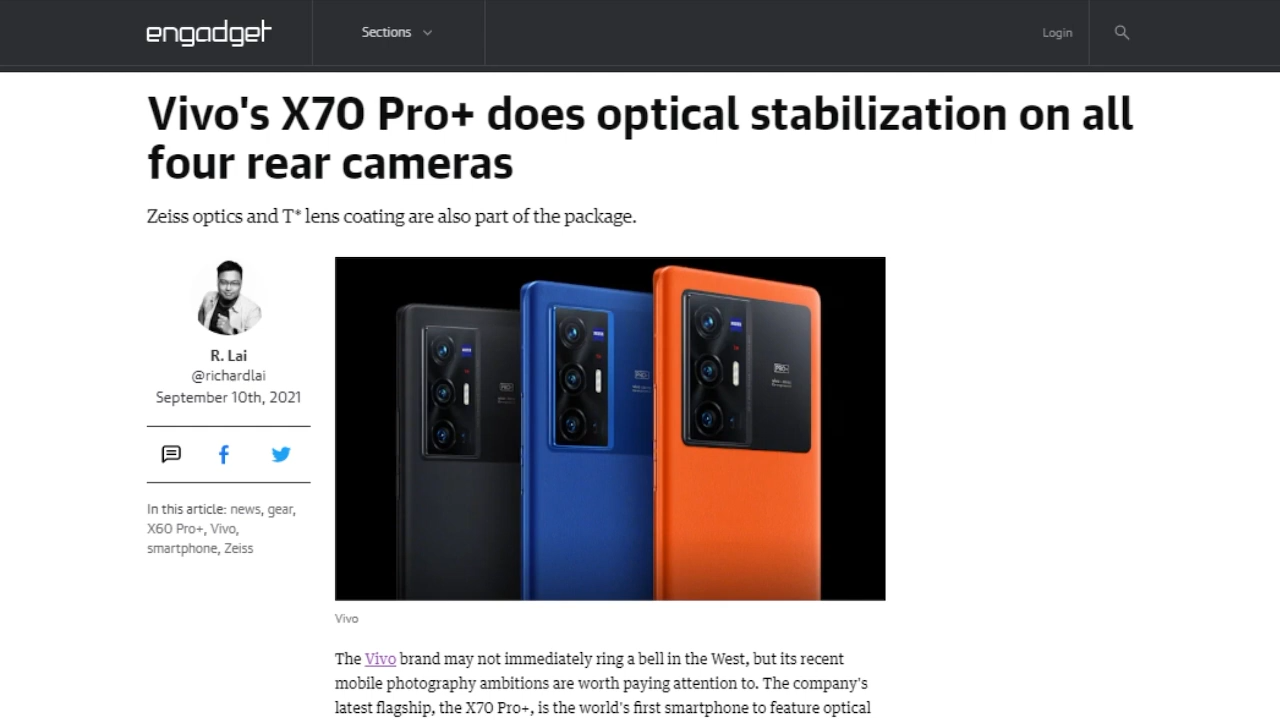 engadget
Sections
Login
Vivo's X70 Pro+ does optical stabilization on all
four rear cameras
Zeiss optics and T* lens coating are also part of the package.
R. Lai
@richardlai
September 10th, 2021
In this article: news, gear,
X60 Pro+, Vivo,
smartphone, Zeiss
PRO+
PRO+
PRO+
Vivo
The Vivo brand may not immediately ring a bell in the West, but its recent
mobile photography ambitions are worth paying attention to. The company's
latest flagship, the X70 Pro+, is the world's first smartphone to feature optical